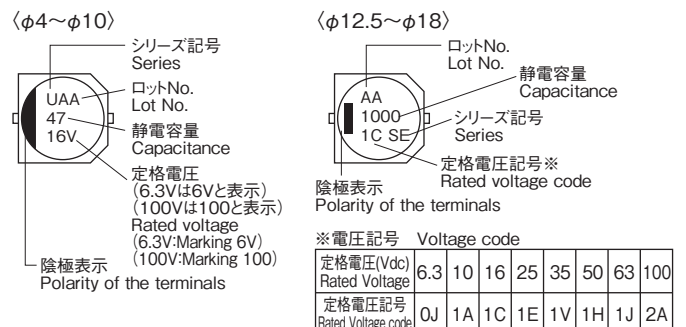 〈φ4～φ10〉
シリーズ記号
Series
ロットNo.
Lot No.
UAA
47
16V
静電容量
Capacitance
定格電圧
(6.3Vは6Vと表示)
(100Vは100と表示)
Rated voltage
(6.3V:Marking 6V)
(100V:Marking 100)
陰極表示
Polarity of the terminals
〈φ12.5～φ18〉
ロットNo.
Lot No.
静電容量
Capacitance
AA
1000
1C SE
シリーズ記号
Series
定格電圧記号※
Rated voltage code
陰極表示
Polarity of the terminals
※電圧記号 Voltage code
定格電圧(Vdc)
Rated Voltage
6.3 10 16 25 35 50 63 100
定格電圧記号
Rated Voltage code
0J 1A 1C 1E 1V 1H 1J 2A